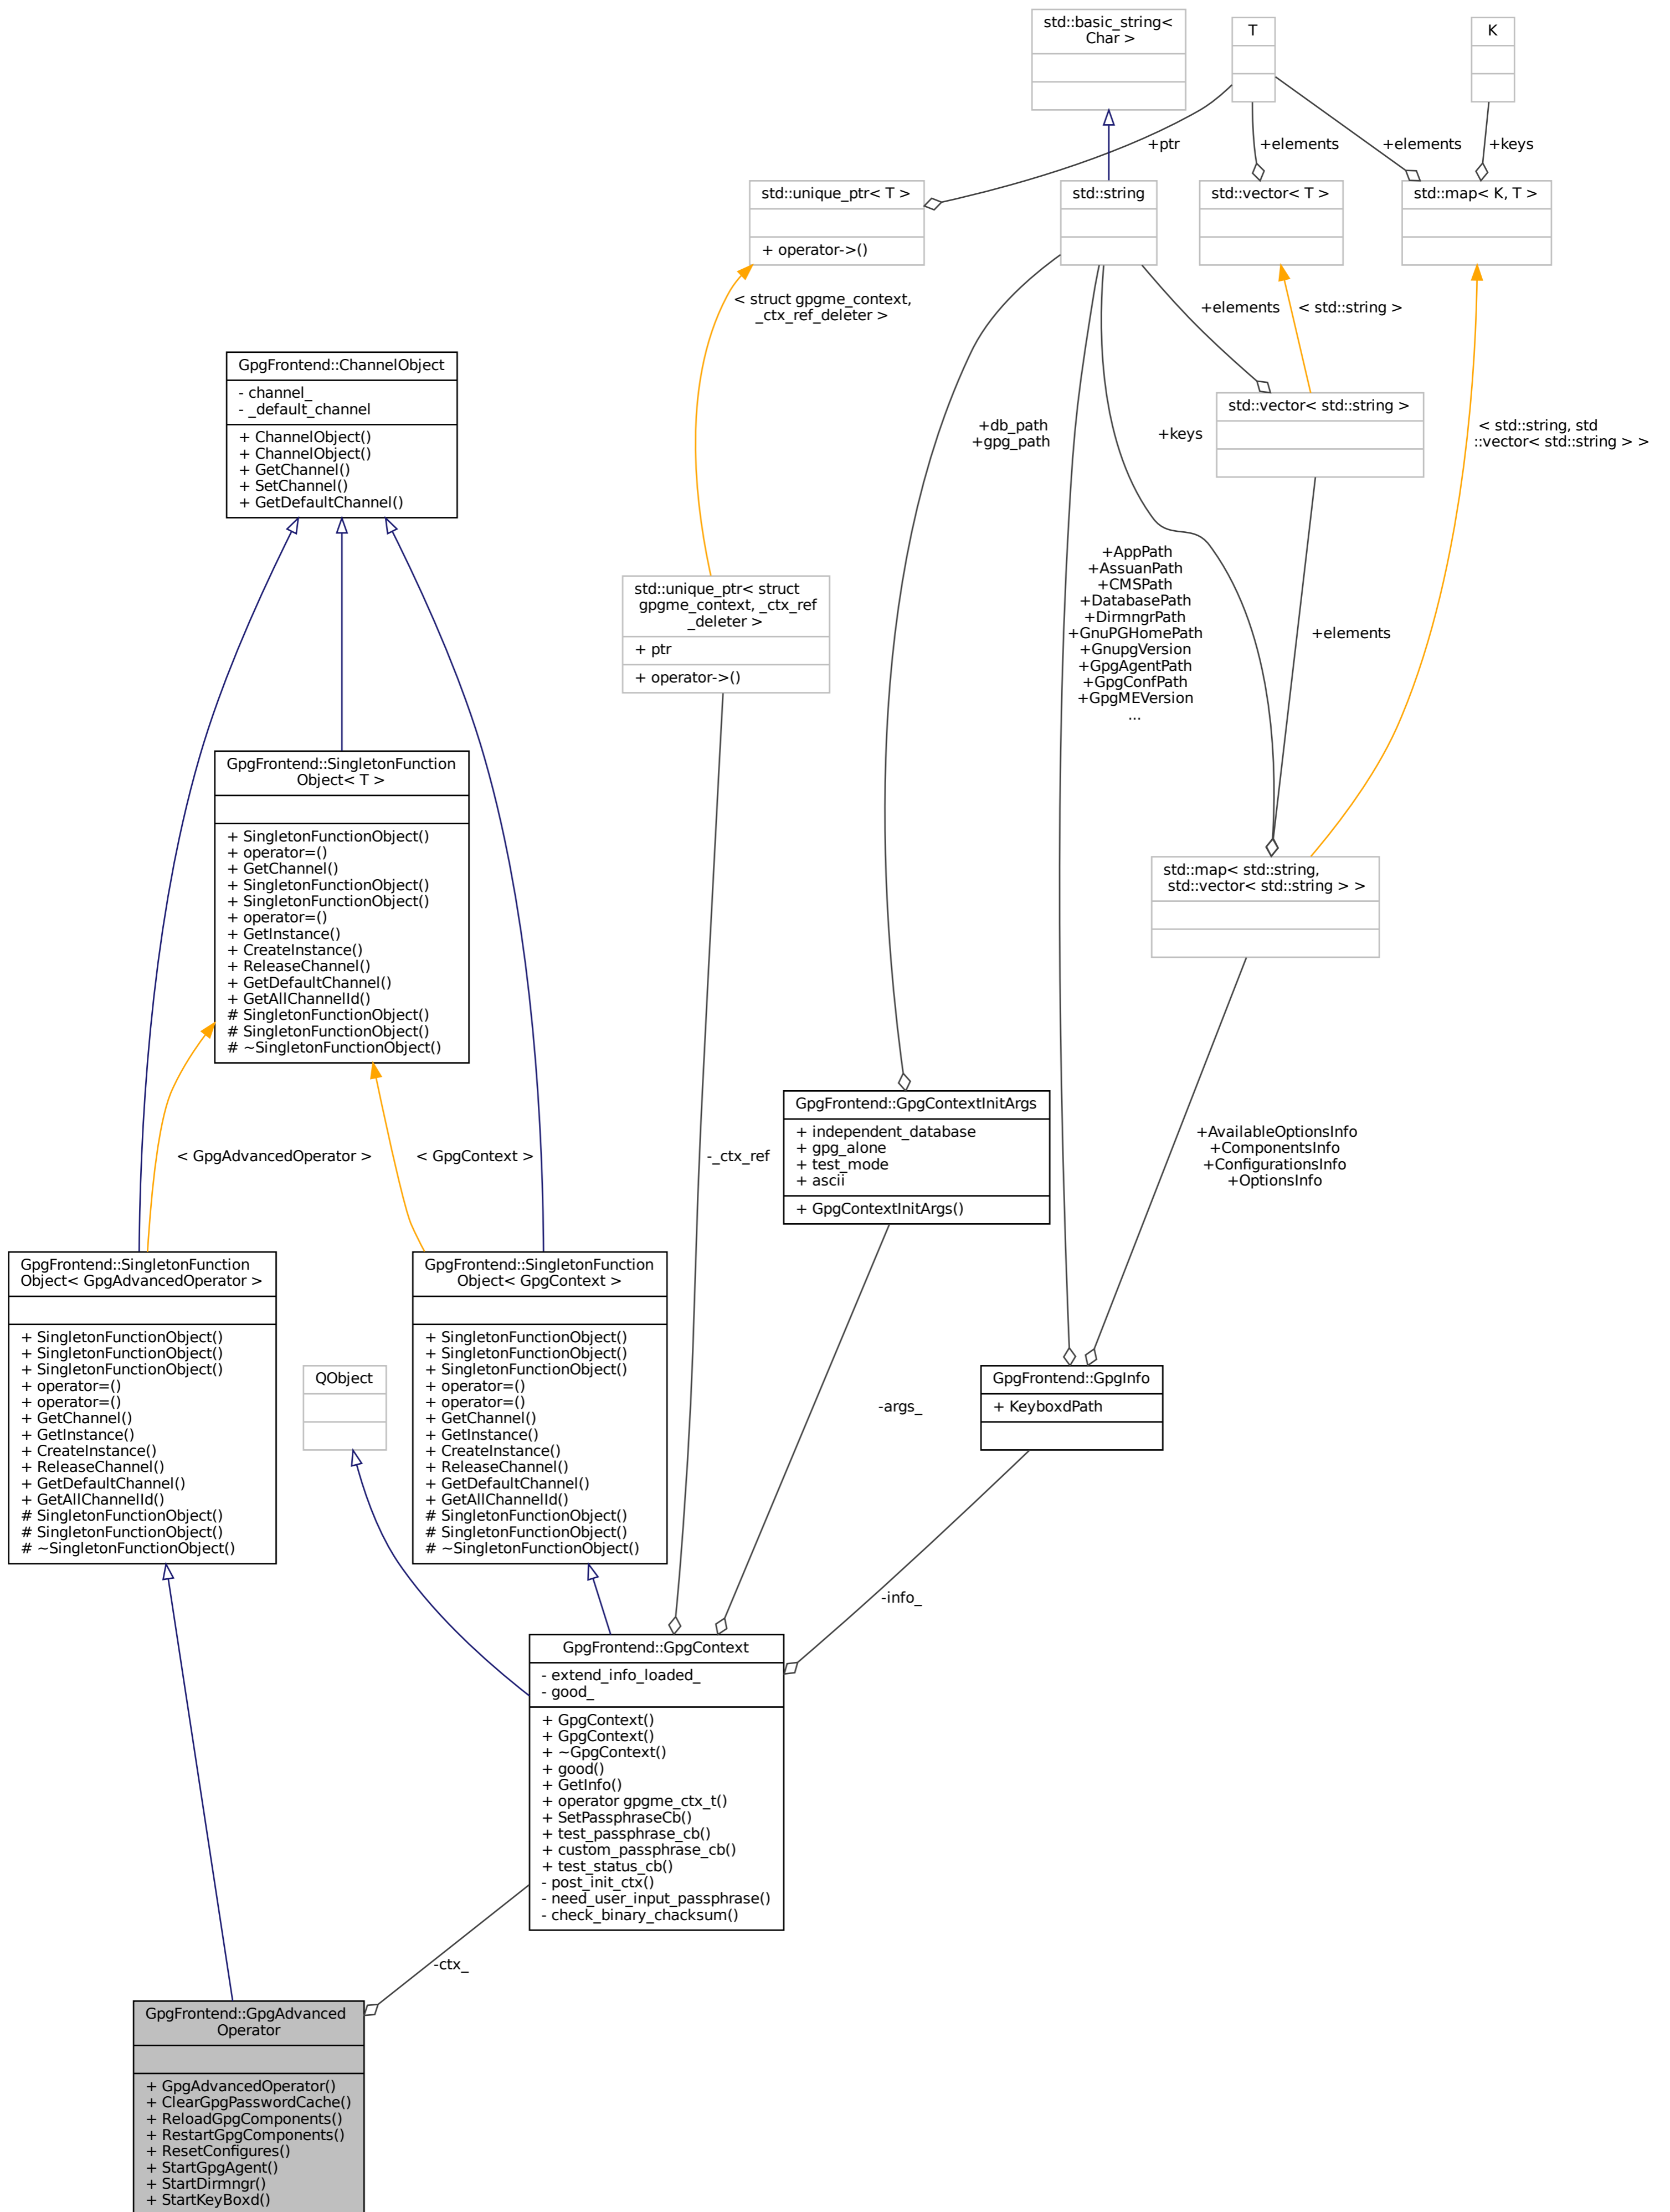 std::basic_string<
Char >
T
K
+ptr
+elements
+elements
+keys
std::unique_ptr< T >
+ operator->()
std::string
std::vector< T >
std::map< K, T >
< struct gpgme_context,
_ctx_ref_deleter >
+elements
< std::string >
GpgFrontend::ChannelObject
- channel_
- _default_channel
+ ChannelObject()
+ ChannelObject()
+ GetChannel()
+ SetChannel()
+ GetDefaultChannel()
+db_path
+gpg_path
+keys
std::vector< std::string >
< std::string, std
::vector< std::string > >
std::unique_ptr< struct
gpgme_context, _ctx_ref
_deleter >
+ ptr
+ operator->()
+AppPath
+AssuanPath
+CMSPath
+DatabasePath
+DirmngrPath
+GnuPGHomePath
+GnupgVersion
+GpgAgentPath
+GpgConfPath
+GpgMEVersion
...
+elements
GpgFrontend::SingletonFunction
Object< T >
+ SingletonFunctionObject()
+ operator=()
+ GetChannel()
+ SingletonFunctionObject()
+ SingletonFunctionObject()
+ operator=()
+ GetInstance()
+ CreateInstance()
+ ReleaseChannel()
+ GetDefaultChannel()
+ GetAllChannelId()
# SingletonFunctionObject()
# SingletonFunctionObject()
# ~SingletonFunctionObject()
std::map< std::string,
std::vector< std::string > >
< GpgAdvancedOperator >
< GpgContext >
-_ctx_ref
GpgFrontend::GpgContextInitArgs
+ independent_database
+ gpg_alone
+ test_mode
+ ascii
+ GpgContextInitArgs()
+AvailableOptionsInfo
+ComponentsInfo
+ConfigurationsInfo
+OptionsInfo
GpgFrontend::SingletonFunction
Object< GpgAdvancedOperator >
+ SingletonFunctionObject()
+ SingletonFunctionObject()
+ SingletonFunctionObject()
+ operator=()
+ operator=()
+ GetChannel()
+ GetInstance()
+ CreateInstance()
+ ReleaseChannel()
+ GetDefaultChannel()
+ GetAllChannelId()
# SingletonFunctionObject()
# SingletonFunctionObject()
# ~SingletonFunctionObject()
QObject
GpgFrontend::SingletonFunction
Object< GpgContext >
+ SingletonFunctionObject()
+ SingletonFunctionObject()
+ SingletonFunctionObject()
+ operator=()
+ operator=()
+ GetChannel()
+ GetInstance()
+ CreateInstance()
+ ReleaseChannel()
+ GetDefaultChannel()
+ GetAllChannelId()
# SingletonFunctionObject()
# SingletonFunctionObject()
# ~SingletonFunctionObject()
-args_
GpgFrontend::GpgInfo
+ KeyboxdPath
-info_
GpgFrontend::GpgContext
- extend_info_loaded_
- good_
+ GpgContext()
+ GpgContext()
+ ~GpgContext()
+ good()
+ GetInfo()
+ operator gpgme_ctx_t()
+ SetPassphraseCb()
+ test_passphrase_cb()
+ custom_passphrase_cb()
+ test_status_cb()
- post_init_ctx()
- need_user_input_passphrase()
- check_binary_chacksum()
-ctx_
GpgFrontend::GpgAdvanced
Operator
+ GpgAdvancedOperator()
+ ClearGpgPasswordCache()
+ ReloadGpgComponents()
+ RestartGpgComponents()
+ ResetConfigures()
+ StartGpgAgent()
+ StartDirmngr()
+ StartKeyBoxd()